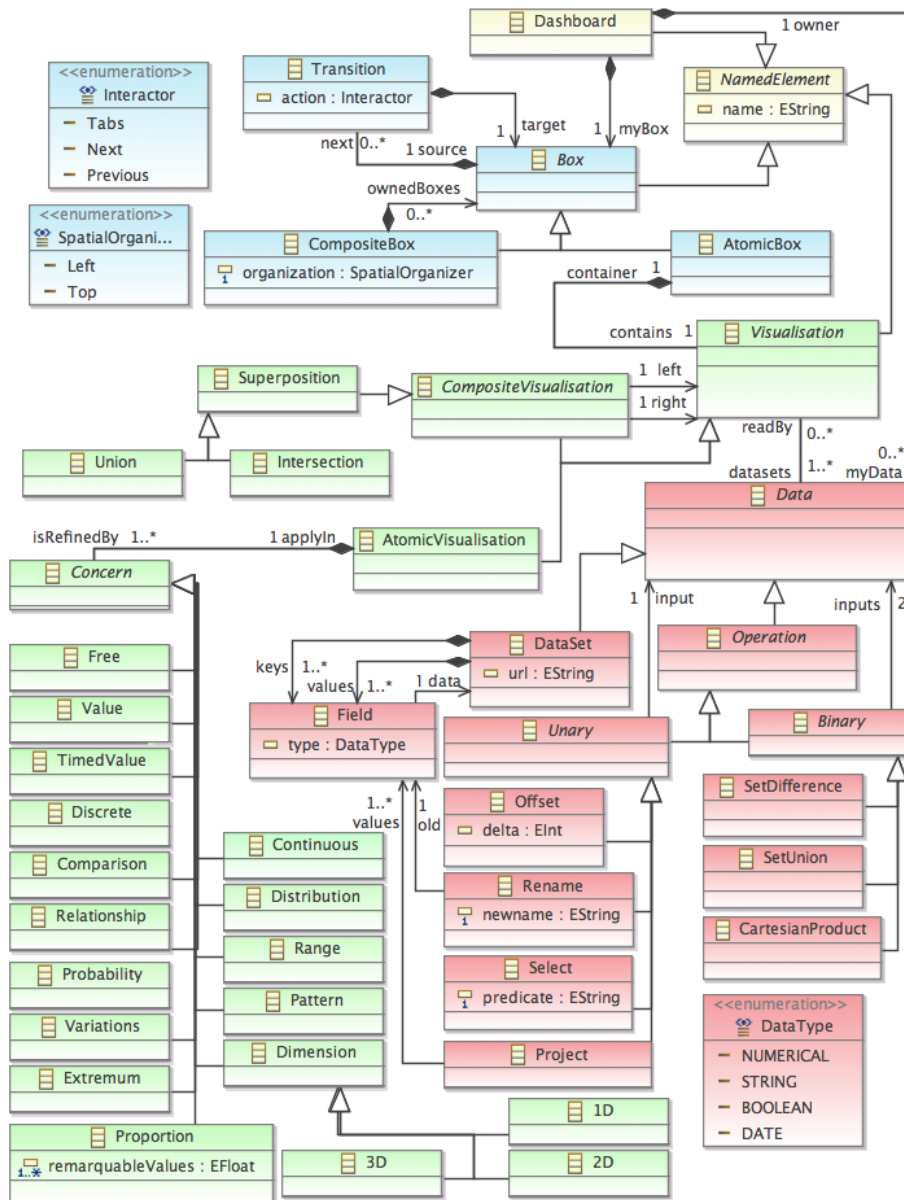 Dashboard
1 owner
<<enumeration>>
Interactor
Tabs
Next
Previous
Transition
action : Interactor
NamedElement
name : EString
next 0..*
1 source
1 target
1 myBox
Box
ownedBoxes
0..*
<<enumeration>>
SpatialOrgani...
Left
Top
CompositeBox
organization : SpatialOrganizer
AtomicBox
container 1
contains 1
Visualisation
Superposition
CompositeVisualisation
1 left
1 right
readBy
0..*
Union
Intersection
datasets
1..*
0..*
myData
Data
isRefinedBy 1..*
1 applyIn
AtomicVisualisation
Concern
1 input
inputs 2
Operation
DataSet
url : EString
keys 1..*
values 1..*
1 data
Free
Value
TimedValue
Discrete
Comparison
Relationship
Probability
Variations
Extremum
Proportion
remarquableValues : EFloat
Field
type : DataType
Unary
Binary
1..*
values
1
old
Offset
delta : EInt
SetDifference
Continuous
Distribution
Range
Pattern
Dimension
Rename
newname : EString
SetUnion
CartesianProduct
Select
predicate : EString
Project
<<enumeration>>
DataType
NUMERICAL
STRING
BOOLEAN
DATE
1D
3D
2D